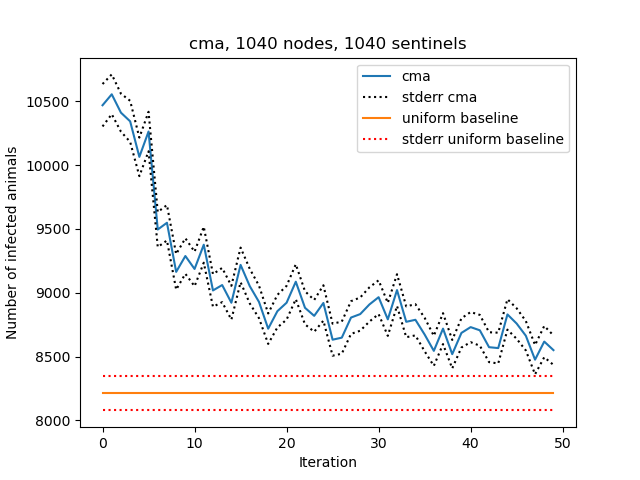 cma, 1040 nodes, 1040 sentinels
cma
stderr cma
uniform baseline
stderr uniform baseline
Number of infected animals
10500
10000
9500
9000
8500
8000
0 10 20 30 40 50
Iteration